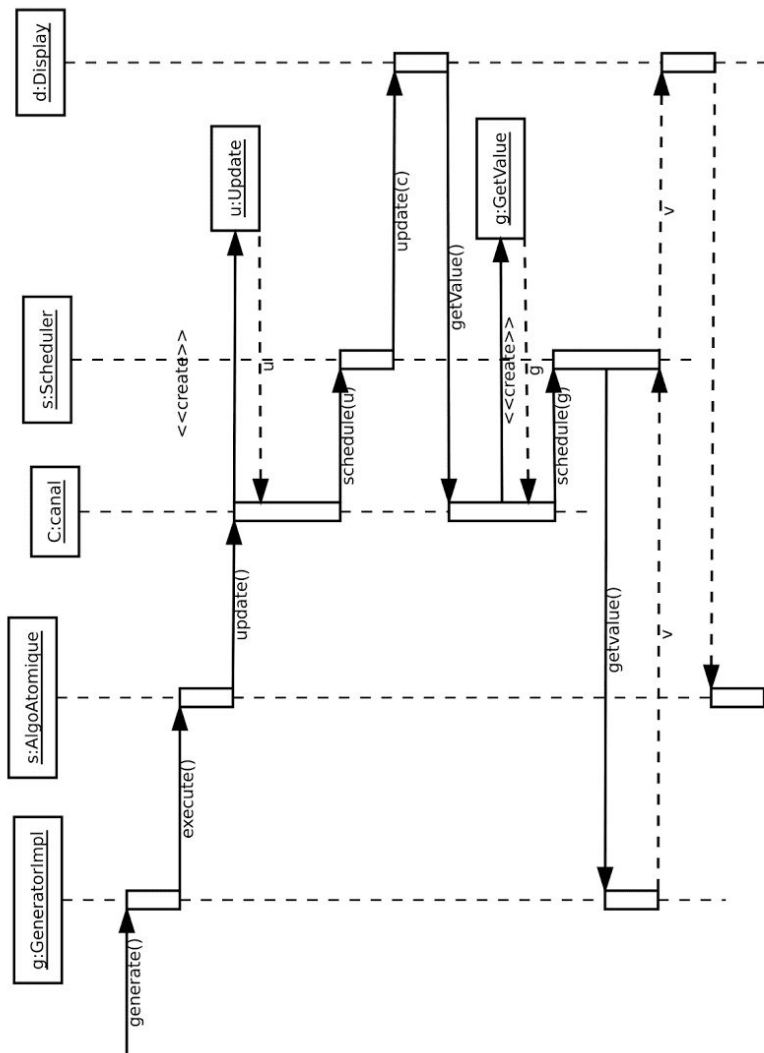 g:GeneratorImpl
s:AlgoAtomique
C:canal
s:Scheduler
d:Display
generate()
execute()
update()
<<create>>
u:Update
u
schedule(u)
update(c)
getValue()
<<create>>
g:GetValue
g
schedule(g)
getvalue()
v
v